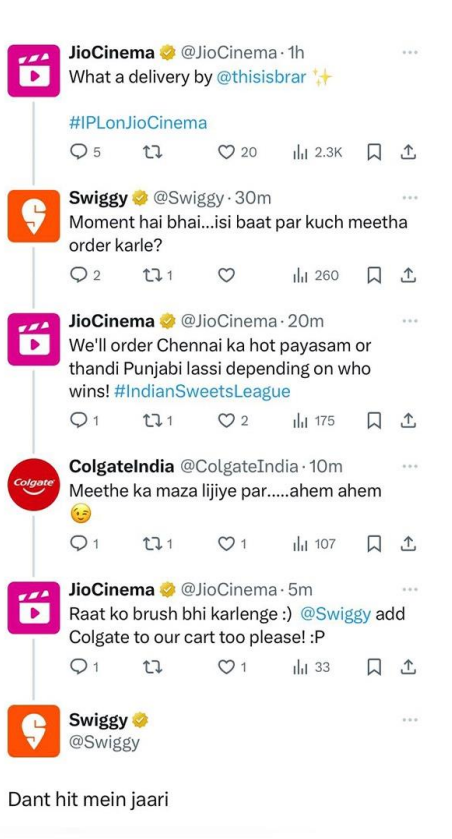 JioCinema @JioCinema · 1h
What a delivery by @thisisbrar ✨
#IPLonJioCinema
5 20 2.3K
Swiggy @Swiggy · 30m
Moment hai bhai...isi baat par kuch meetha
order karle?
2 1 260
JioCinema @JioCinema · 20m
We'll order Chennai ka hot payasam or
thandi Punjabi lassi depending on who
wins! #IndianSweetsLeague
1 1 2 175
Colgate
ColgateIndia @ColgateIndia · 10m
Meethe ka maza lijiye par.....ahem ahem
😉
1 1 1 107
JioCinema @JioCinema · 5m
Raat ko brush bhi karlenge :) @Swiggy add
Colgate to our cart too please! :P
1 1 33
Swiggy
@Swiggy
Dant hit mein jaari